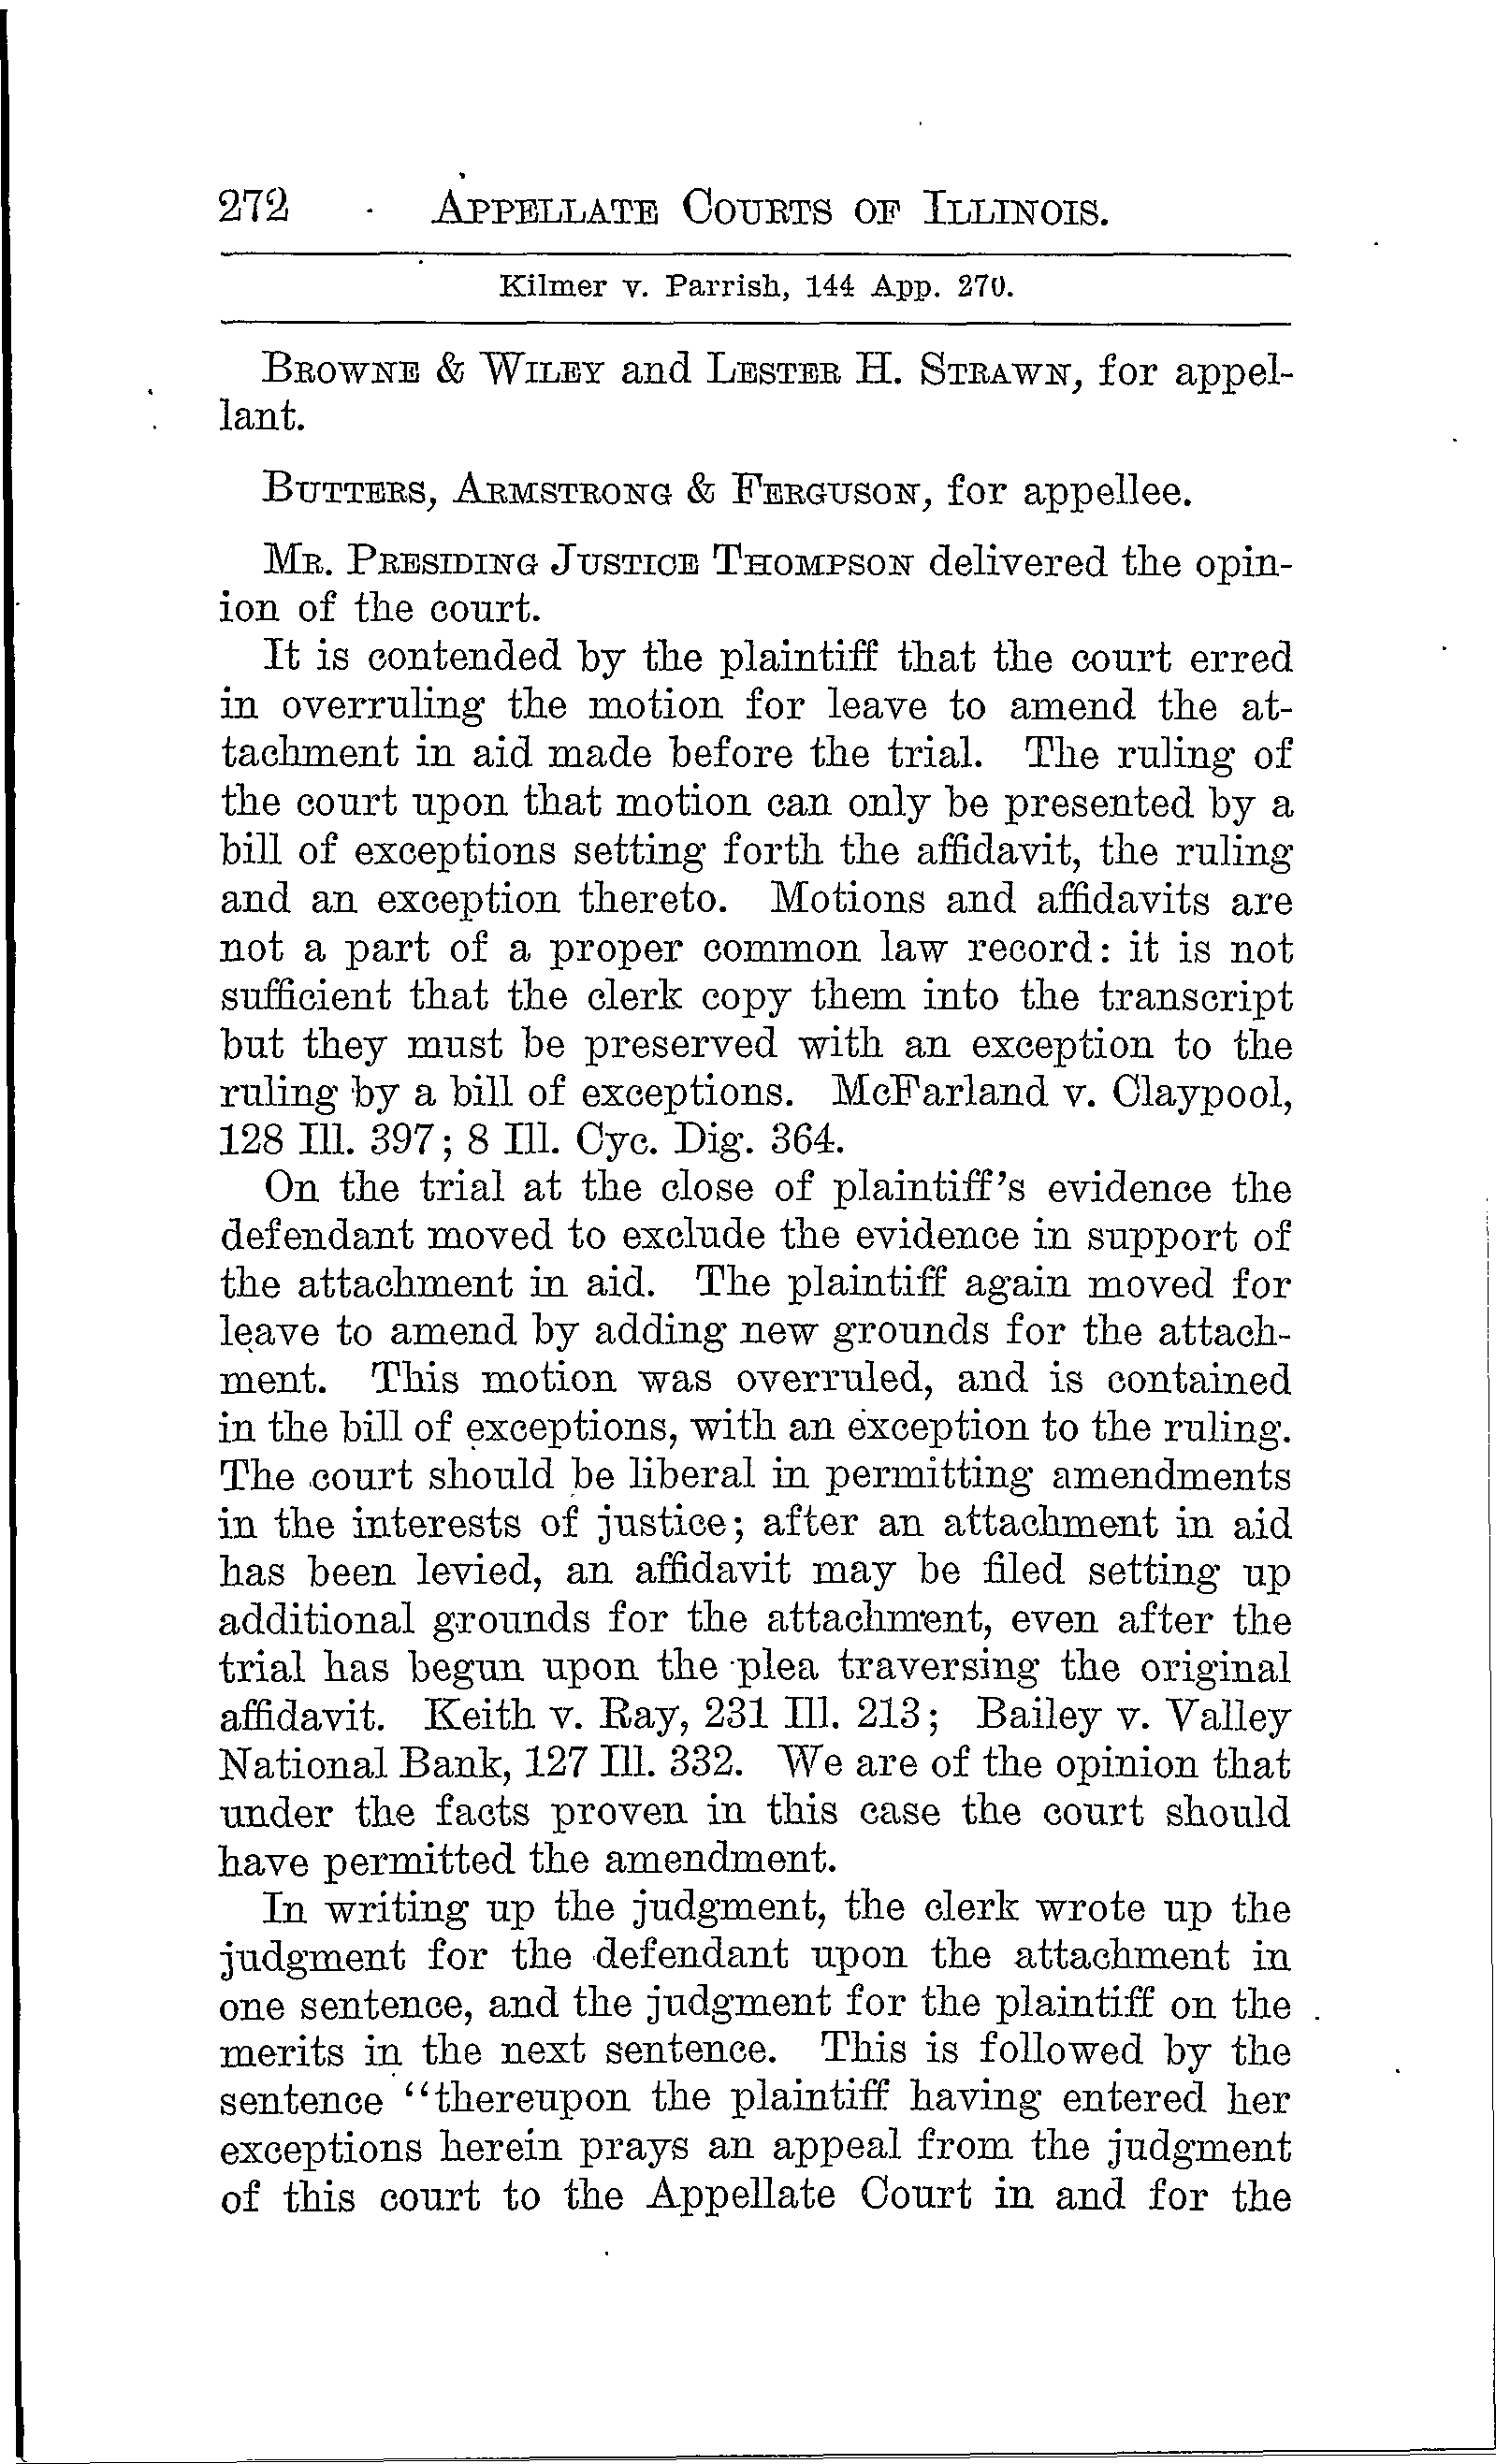 272 APPELLATE COURTS OF ILLINOIS.
Kilmer v. Parrish, 144 App. 270.
BROWNE & WILEY and LESTER H. STRAWN, for appel-
lant.
BUTTERS, ARMSTRONG & FERGUSON, for appellee.
MR. PRESIDING JUSTICE THOMPSON delivered the opin-
ion of the court.
It is contended by the plaintiff that the court erred
in overruling the motion for leave to amend the at-
tachment in aid made before the trial. The ruling of
the court upon that motion can only be presented by a
bill of exceptions setting forth the affidavit, the ruling
and an exception thereto. Motions and affidavits are
not a part of a proper common law record: it is not
sufficient that the clerk copy them into the transcript
but they must be preserved with an exception to the
ruling by a bill of exceptions. McFarland v. Claypool,
128 Ill. 397; 8 Ill. Cyc. Dig. 364.
On the trial at the close of plaintiff's evidence the
defendant moved to exclude the evidence in support of
the attachment in aid. The plaintiff again moved for
leave to amend by adding new grounds for the attach-
ment. This motion was overruled, and is contained
in the bill of exceptions, with an exception to the ruling.
The court should be liberal in permitting amendments
in the interests of justice; after an attachment in aid
has been levied, an affidavit may be filed setting up
additional grounds for the attachment, even after the
trial has begun upon the plea traversing the original
affidavit. Keith v. Ray, 231 Ill. 213; Bailey v. Valley
National Bank, 127 Ill. 332. We are of the opinion that
under the facts proven in this case the court should
have permitted the amendment.
In writing up the judgment, the clerk wrote up the
judgment for the defendant upon the attachment in
one sentence, and the judgment for the plaintiff on the
merits in the next sentence. This is followed by the
sentence "thereupon the plaintiff having entered her
exceptions herein prays an appeal from the judgment
of this court to the Appellate Court in and for the